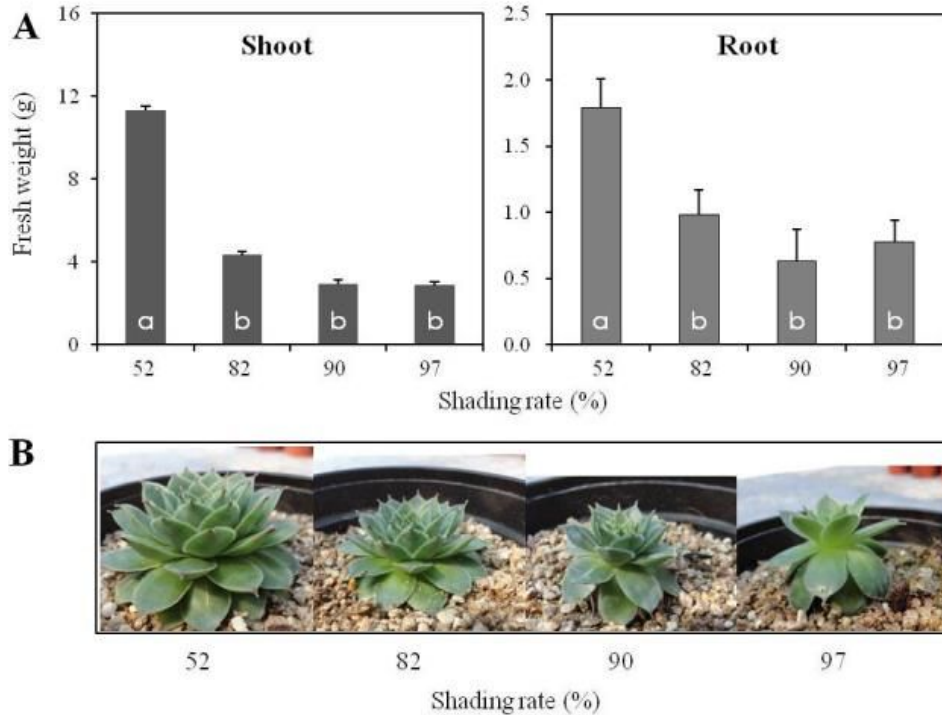 A
Shoot
Fresh weight (g)
16
12
8
4
0
a
b
b
b
52
82
90
97
Root
2.5
2.0
1.5
1.0
0.5
0.0
a
b
b
b
52
82
90
97
Shading rate (%)
B
52
82
90
97
Shading rate (%)